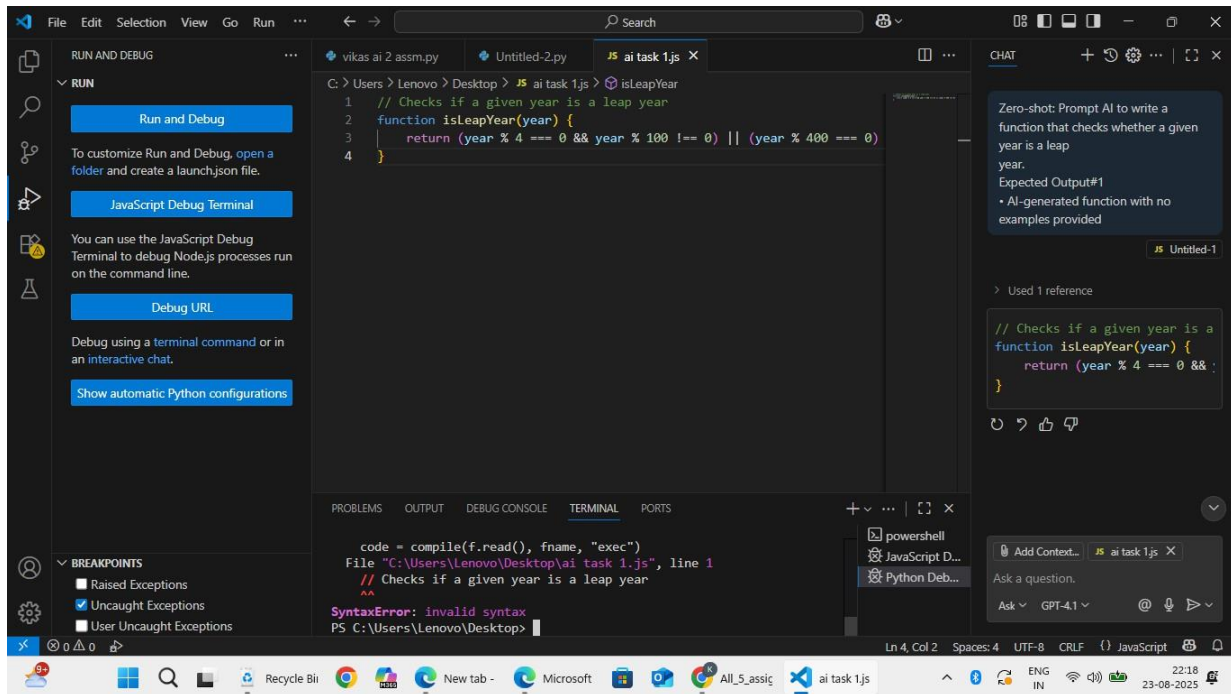 File Edit Selection View Go Run ···
Search
RUN AND DEBUG
RUN
Run and Debug
To customize Run and Debug, open a
folder and create a launch.json file.
JavaScript Debug Terminal
You can use the JavaScript Debug
Terminal to debug Node.js processes run
on the command line.
Debug URL
Debug using a terminal command or in
an interactive chat.
Show automatic Python configurations
BREAKPOINTS
Raised Exceptions
Uncaught Exceptions
User Uncaught Exceptions
vikas ai 2 assm.py Untitled-2.py JS ai task 1.js
C: > Users > Lenovo > Desktop > JS ai task 1.js > isLeapYear
1 // Checks if a given year is a leap year
2 function isLeapYear(year) {
3 return (year % 4 === 0 && year % 100 !== 0) || (year % 400 === 0)
4 }
PROBLEMS OUTPUT DEBUG CONSOLE TERMINAL PORTS
code = compile(f.read(), fname, "exec")
File "C:\Users\Lenovo\Desktop\ai task 1.js", line 1
// Checks if a given year is a leap year
^^
SyntaxError: invalid syntax
PS C:\Users\Lenovo\Desktop>
powershell
JavaScript D...
Python Deb...
CHAT
Zero-shot: Prompt AI to write a
function that checks whether a given
year is a leap
year.
Expected Output#1
• AI-generated function with no
examples provided
JS Untitled-1
> Used 1 reference
// Checks if a given year is a
function isLeapYear(year) {
return (year % 4 === 0 &&
}
Add Context... JS ai task 1.js
Ask a question.
Ask GPT-4.1
0 0 Ln 4, Col 2 Spaces: 4 UTF-8 CRLF {} JavaScript
9+ Recycle Bi New tab - Microsoft All_5_assig ai task 1.js ENG 22:18
IN 23-08-2025